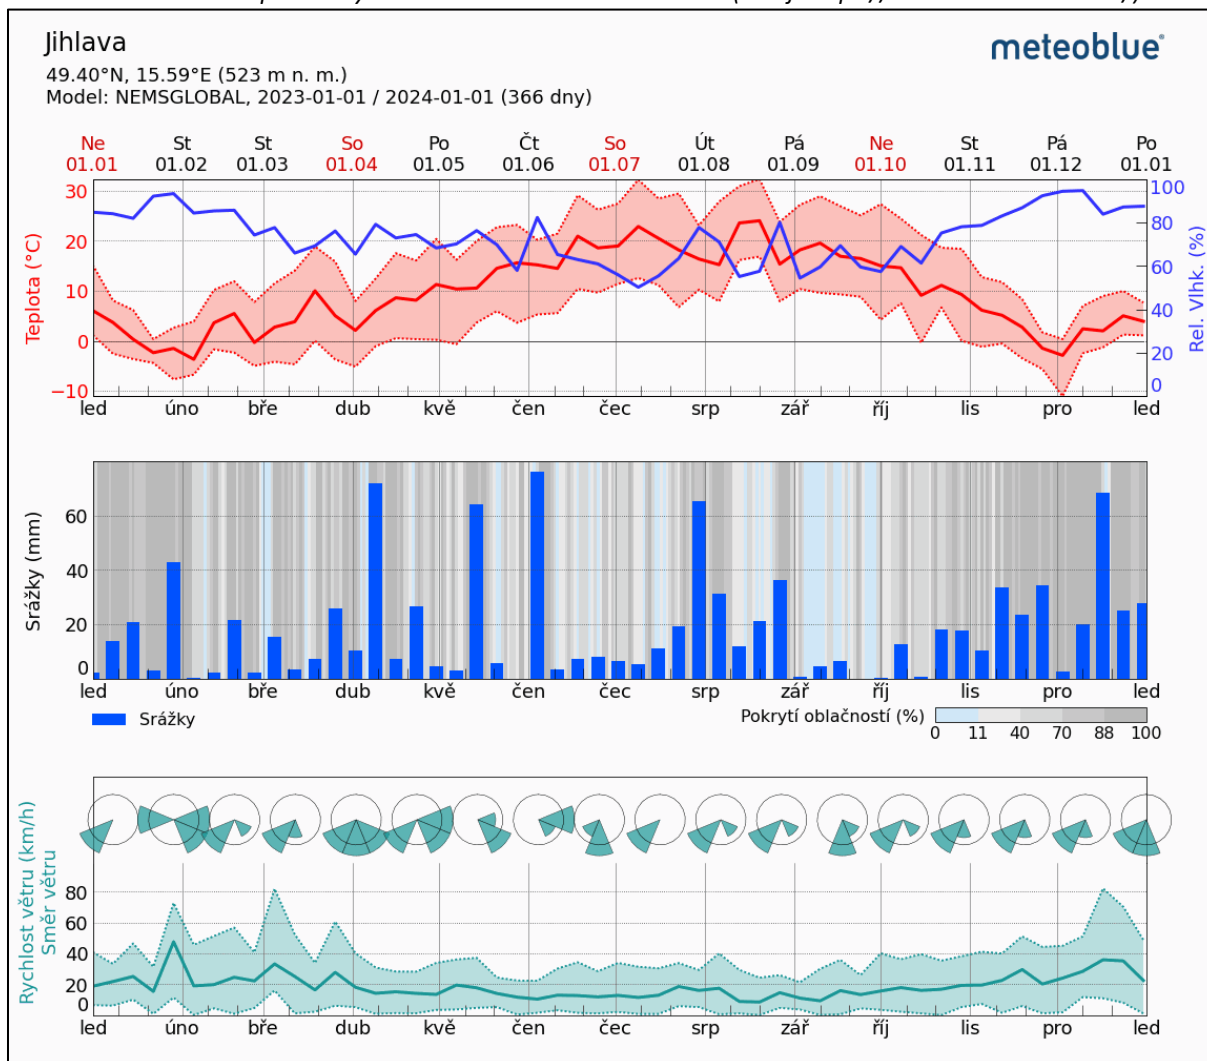 Jihlava
meteoblue
49.40°N, 15.59°E (523 m n. m.)
Model: NEMSGLOBAL, 2023-01-01 / 2024-01-01 (366 dny)
Ne St St So Po Čt So Út Pá Ne St Pá Po
01.01 01.02 01.03 01.04 01.05 01.06 01.07 01.08 01.09 01.10 01.11 01.12 01.01
Teplota (°C)
30
20
10
0
−10
100
80
60
40
20
0
Rel. Vlhk. (%)
led úno bře dub kvě čen čec srp zář říj lis pro led
Srážky (mm)
60
40
20
0
led úno bře dub kvě čen čec srp zář říj lis pro led
Srážky
Pokrytí oblačností (%)
0 11 40 70 88 100
Rychlost větru (km/h)
Směr větru
80
60
40
20
0
led úno bře dub kvě čen čec srp zář říj lis pro led